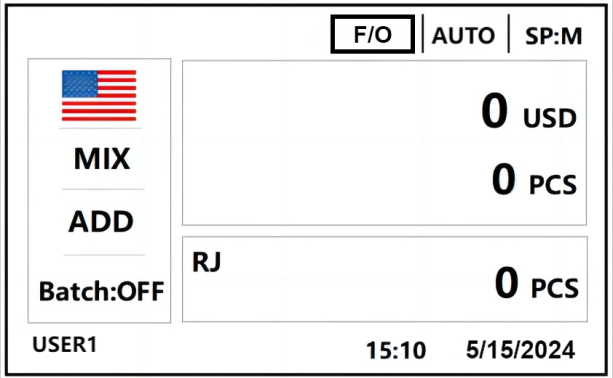 F/O AUTO SP:M
MIX
ADD
Batch:OFF
0 USD
0 PCS
RJ
0 PCS
USER1 15:10 5/15/2024